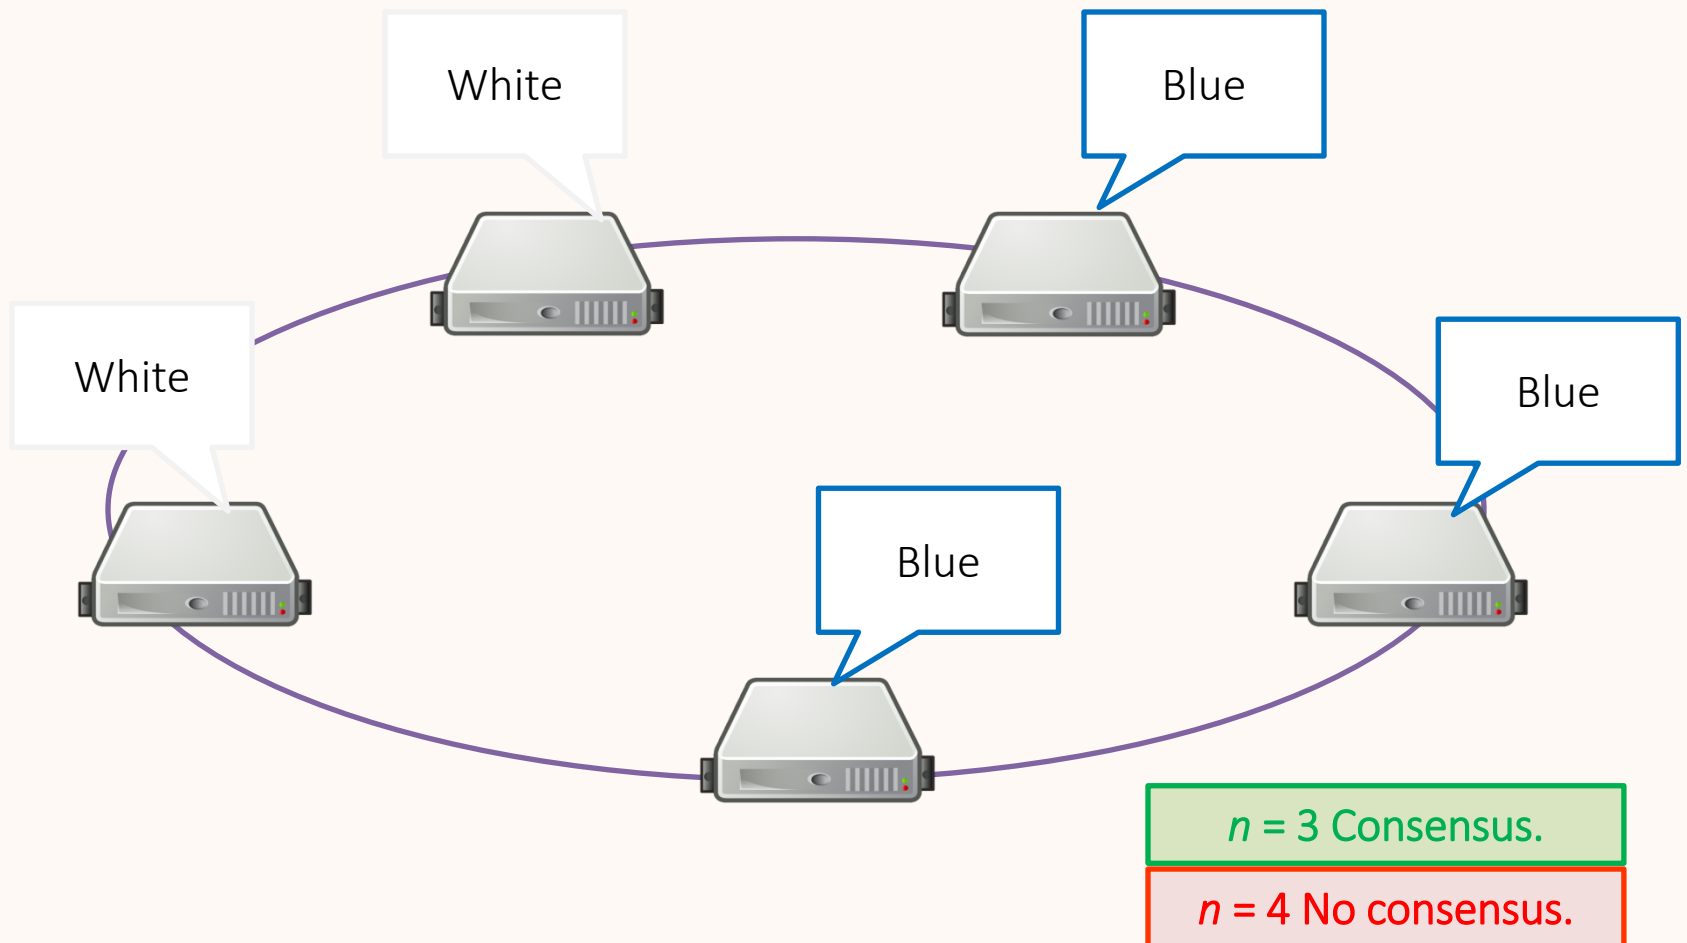 White
Blue
White
Blue
Blue
n = 3 Consensus.
n = 4 No consensus.